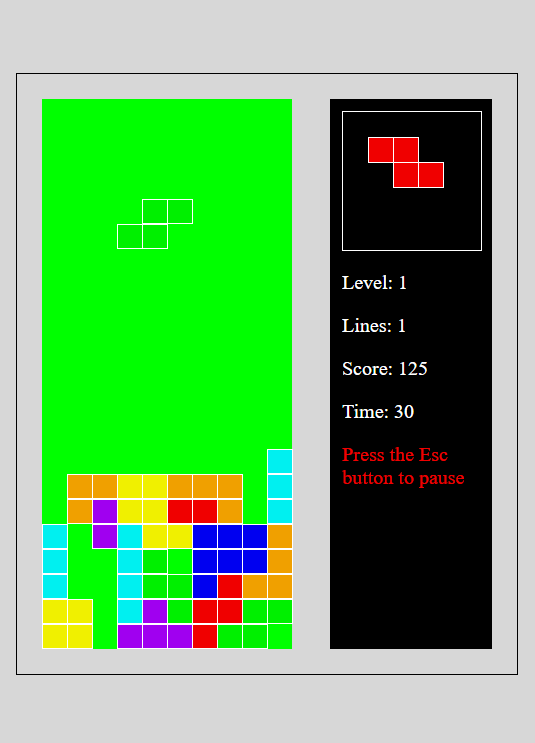 Level: 1
Lines: 1
Score: 125
Time: 30
Press the Esc
button to pause